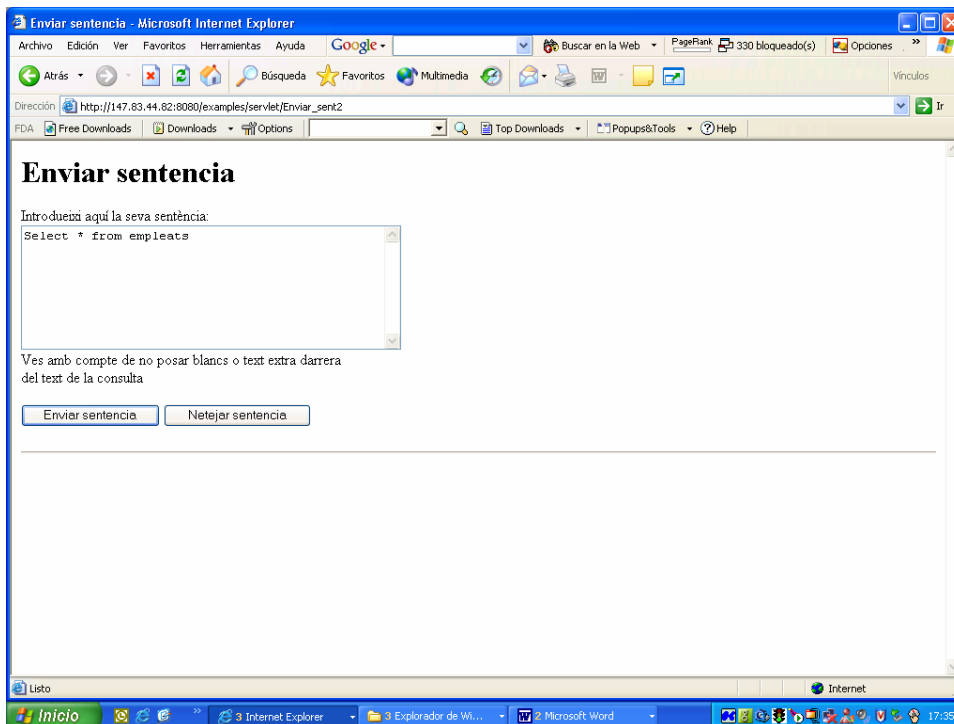 Enviar sentencia - Microsoft Internet Explorer
Archivo Edición Ver Favoritos Herramientas Ayuda Google Buscar en la Web PageRank 330 bloqueado(s) Opciones »
Atrás Búsqueda Favoritos Multimedia Vínculos
Dirección http://147.83.44.82:8080/examples/servlet/Enviar_sent2 Ir
FDA Free Downloads Downloads Options Top Downloads Popups&Tools Help
Enviar sentencia
Introdueixi aquí la seva sentència:
Select * from empleats
Ves amb compte de no posar blancs o text extra darrera
del text de la consulta
Enviar sentencia Netejar sentencia
Listo Internet
Inicio » 3 Internet Explorer 3 Explorador de Wi... 2 Microsoft Word 17:35